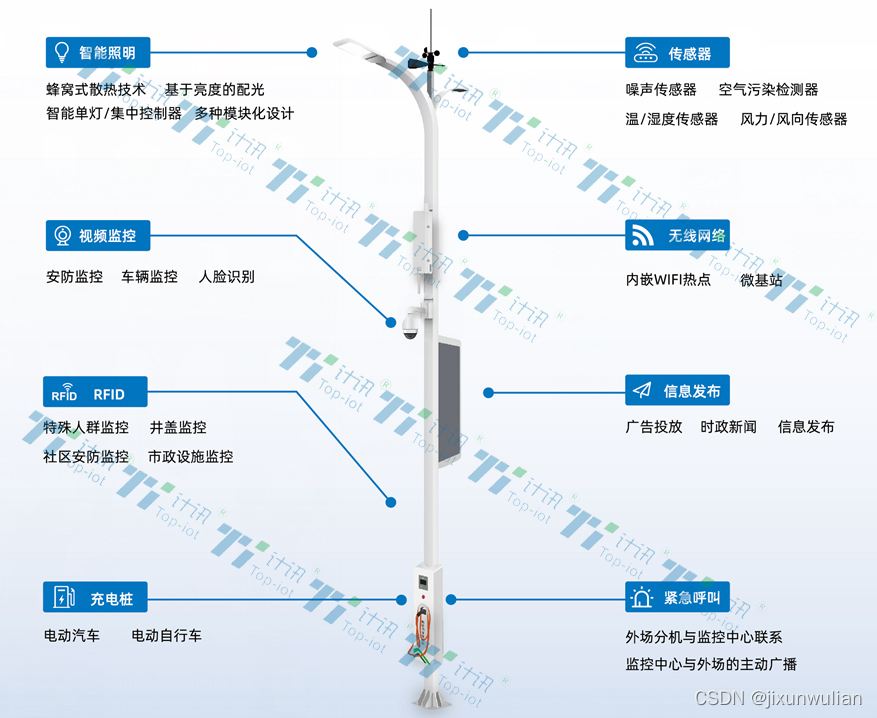 智能照明
蜂窝式散热技术 基于亮度的配光
智能单灯/集中控制器 多种模块化设计
传感器
噪声传感器 空气污染检测器
温/湿度传感器 风力/风向传感器
视频监控
安防监控 车辆监控 人脸识别
无线网络
内嵌WIFI热点 微基站
RFID RFID
特殊人群监控 井盖监控
社区安防监控 市政设施监控
信息发布
广告投放 时政新闻 信息发布
充电桩
电动汽车 电动自行车
紧急呼叫
外场分机与监控中心联系
监控中心与外场的主动广播
Ti 计讯 ®
Top-iot
CSDN @jixunwulian